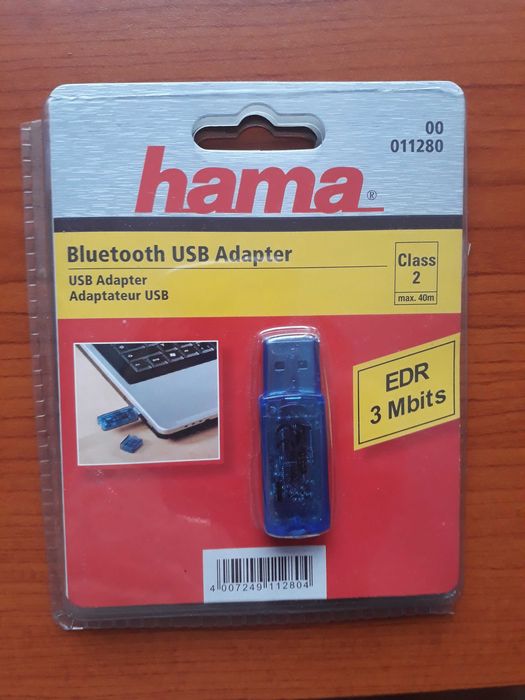 00
011280
hama®
Bluetooth USB Adapter
USB Adapter
Adaptateur USB
Class
2
max. 40m
EDR
3 Mbits
4 007249 112804